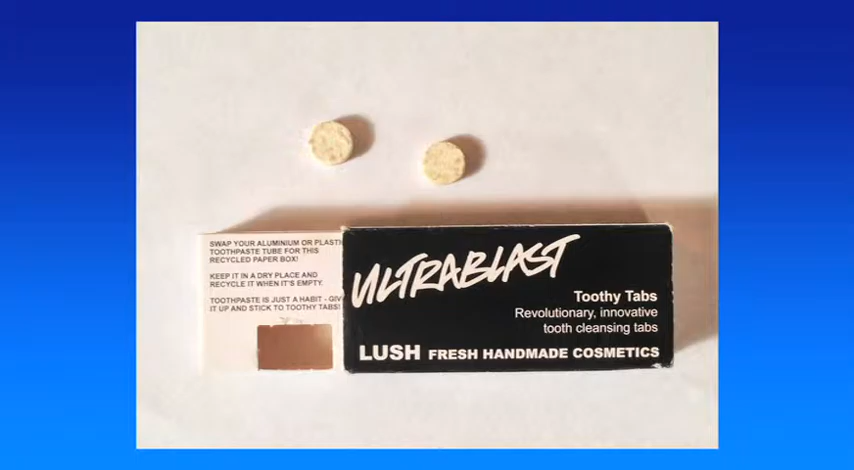 SWAP YOUR ALUMINIUM OR PLASTI
TOOTHPASTE TUBE FOR THIS
RECYCLED PAPER BOX!
KEEP IT IN A DRY PLACE AND
RECYCLE IT WHEN IT'S EMPTY.
TOOTHPASTE IS JUST A HABIT - GIV
IT UP AND STICK TO TOOTHY TABS!
ULTRABLAST
Toothy Tabs
Revolutionary, innovative
tooth cleansing tabs
LUSH FRESH HANDMADE COSMETICS